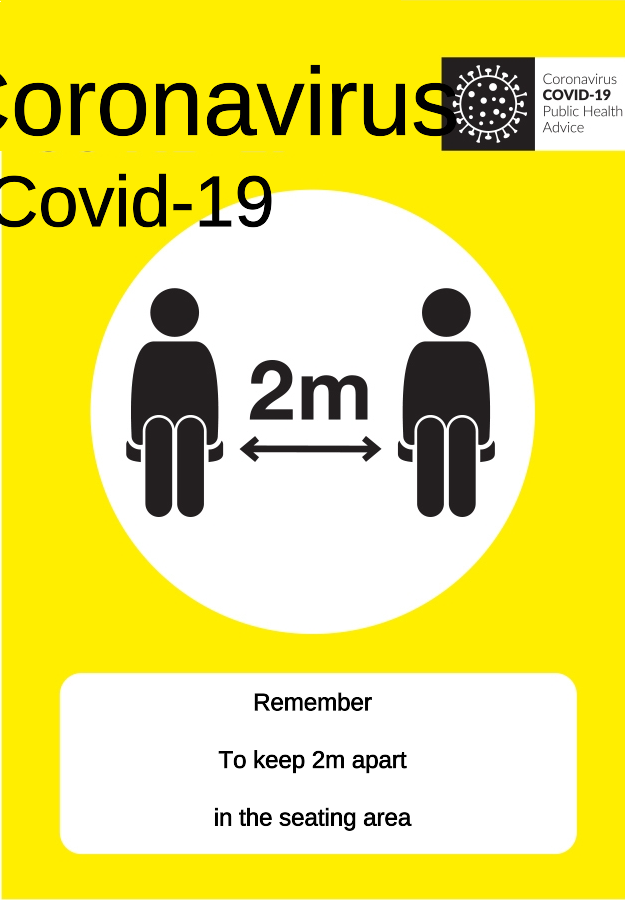 Coronavirus
Covid-19
Coronavirus
COVID-19
Public Health
Advice
2m
Remember
To keep 2m apart
in the seating area